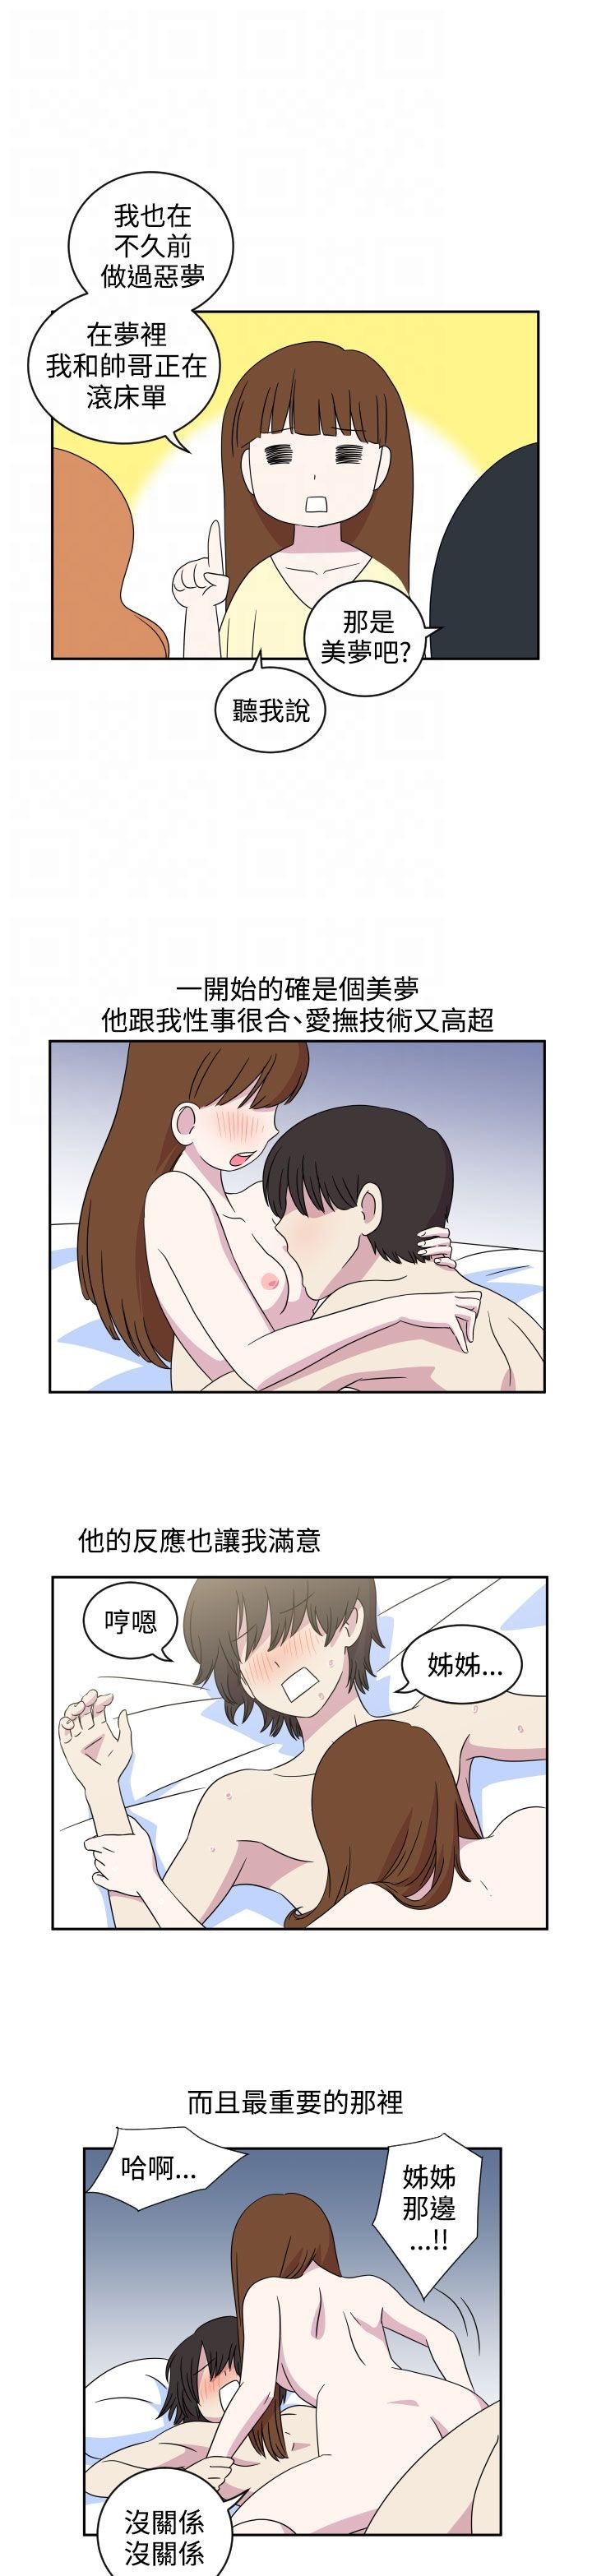 我也在
不久前
做過惡夢
在夢裡
我和帥哥正在
滾床單
那是
美夢吧?
聽我說
一開始的確是個美夢
他跟我性事很合、愛撫技術又高超
他的反應也讓我滿意
哼嗯
姊姊...
而且最重要的那裡
哈啊...
姊姊
那邊
...!!
沒關係
沒關係